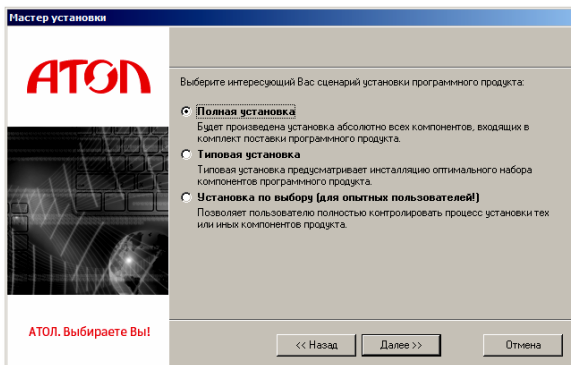 Мастер установки
АТОЛ
Выберите интересующий Вас сценарий установки программного продукта:
Полная установка
Будет произведена установка абсолютно всех компонентов, входящих в
комплект поставки программного продукта.
Типовая установка
Типовая установка предусматривает инсталляцию оптимального набора
компонентов программного продукта.
Установка по выбору (для опытных пользователей!)
Позволяет пользователю полностью контролировать процесс установки тех
или иных компонентов продукта.
АТОЛ. Выбираете Вы!
<< Назад
Далее >>
Отмена